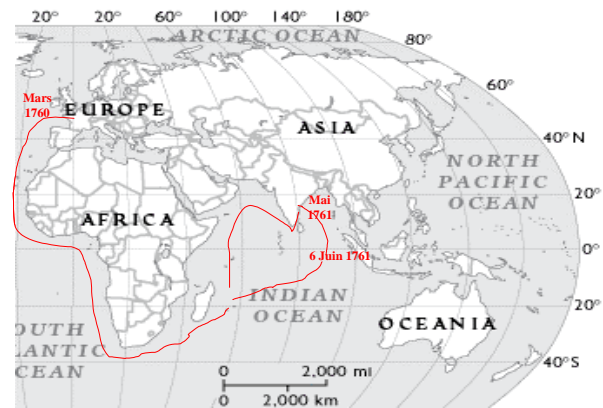 20° 20° 60° 100° 140° 180°
ARCTIC OCEAN
80°
60°
Mars
1760
EUROPE
ASIA
40° N
NORTH
PACIFIC
OCEAN
20°
Mai
1761
AFRICA
6 Juin 1761
0°
INDIAN
OCEAN
20°
OCEANIA
OUTH
LANTIC
CEAN
40°S
0 2,000 mi
0 2,000 km